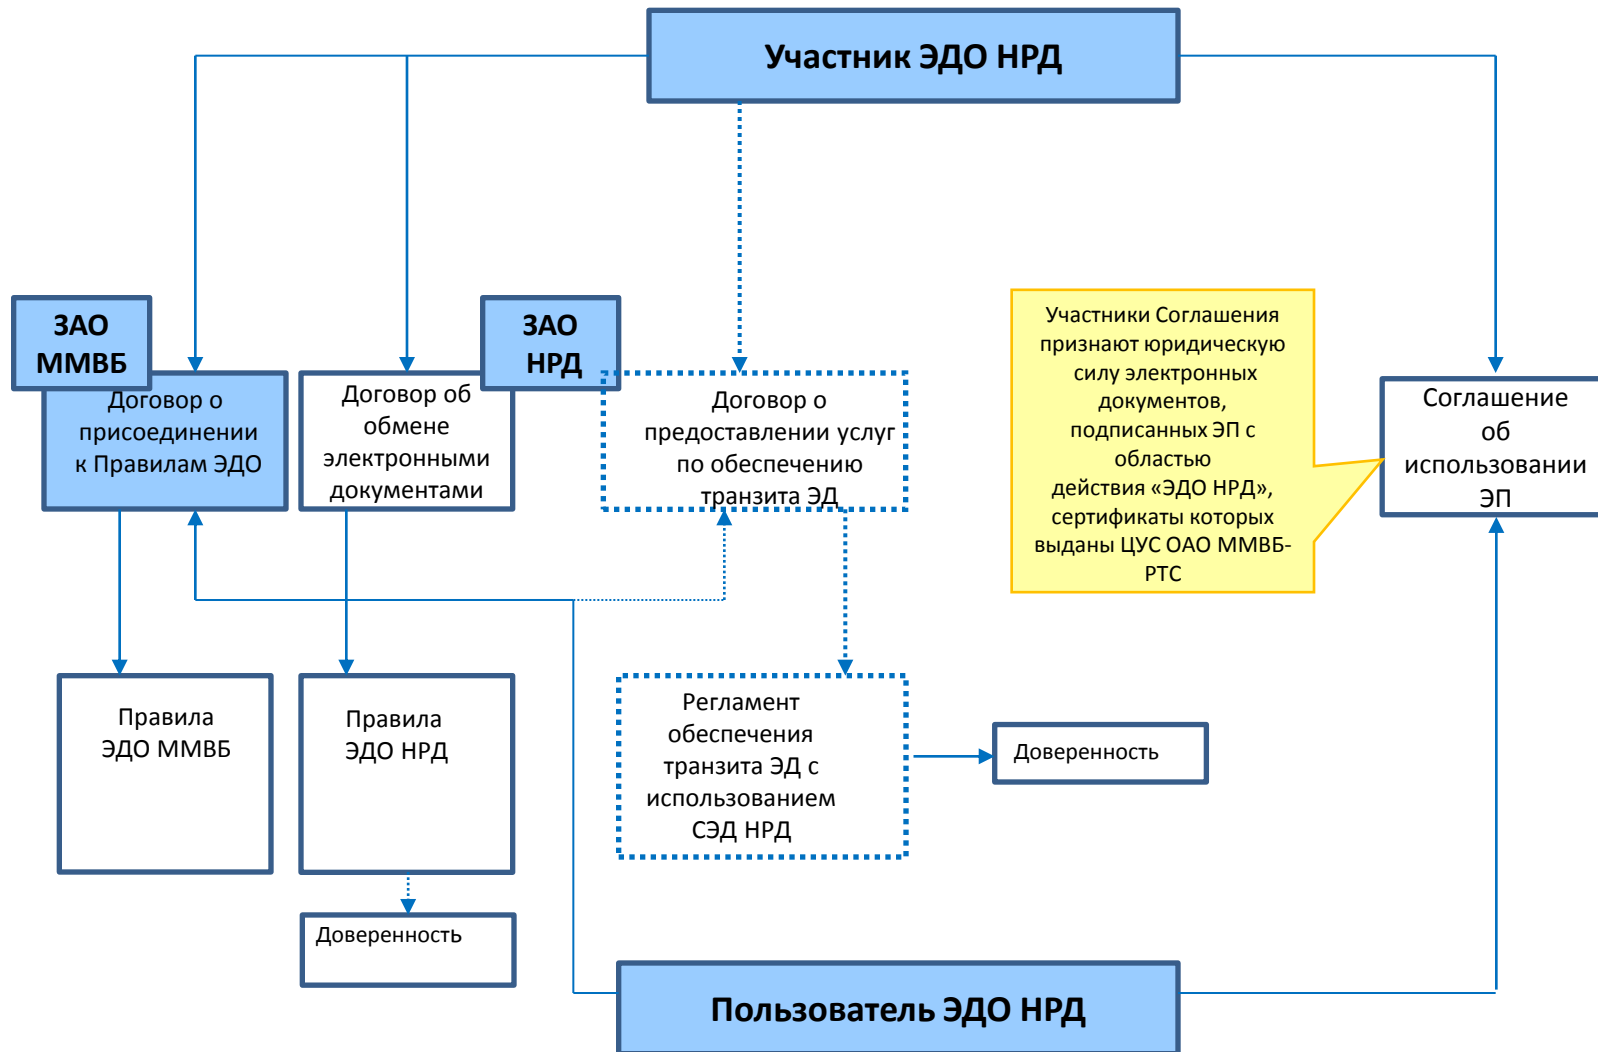 Участник ЭДО НРД
ЗАО
ММВБ
Договор о
присоединении
к Правилам ЭДО
Договор об
обмене
электронными
документами
ЗАО
НРД
Договор о
предоставлении услуг
по обеспечению
транзита ЭД
Участники Соглашения
признают юридическую
силу электронных
документов,
подписанных ЭП с
областью
действия «ЭДО НРД»,
сертификаты которых
выданы ЦУС ОАО ММВБ-
РТС
Соглашение
об
использовании
ЭП
Правила
ЭДО ММВБ
Правила
ЭДО НРД
Регламент
обеспечения
транзита ЭД с
использованием
СЭД НРД
Доверенность
Доверенность
Пользователь ЭДО НРД